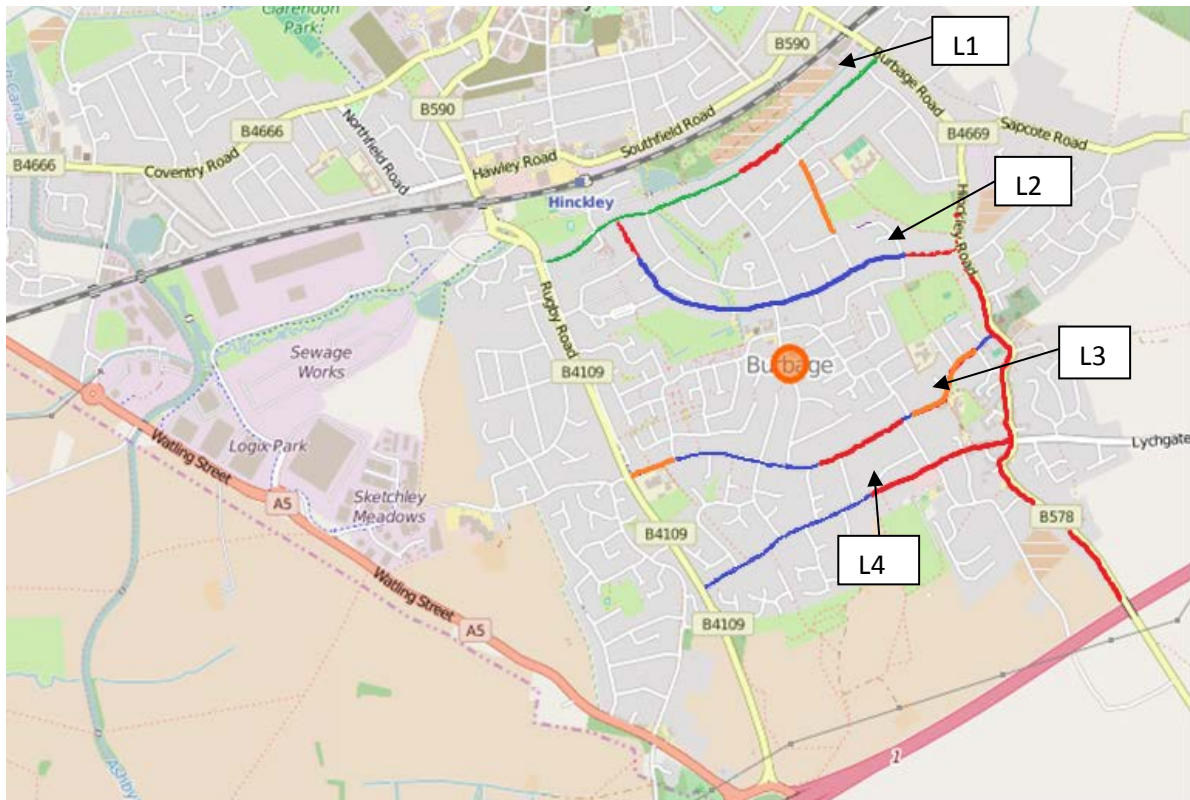 Clarendon
Park
B590
L1
Burbage Road
B590
B4669
Sapcote Road
B4666
Northfield Road
Southfield Road
B4666
Coventry Road
Hawley Road
L2
Hinckley
Hinckley Road
Rugby Road
Sewage
Works
L3
Burbage
B4109
Watling Street
Logix Park
Lychgate
A5
Sketchley
Meadows
B578
B4109
L4
Watling Street
B4109
A5
1
Ashby